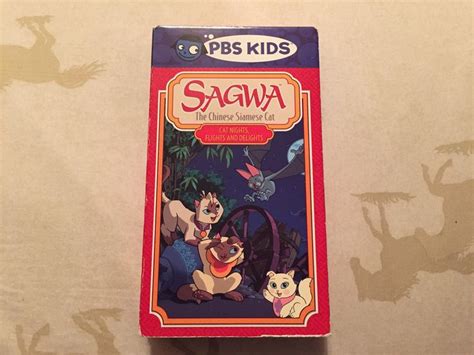 PBS KIDS
SAGWA
The Chinese Siamese Cat
CAT NIGHTS,
FLIGHTS AND DELIGHTS